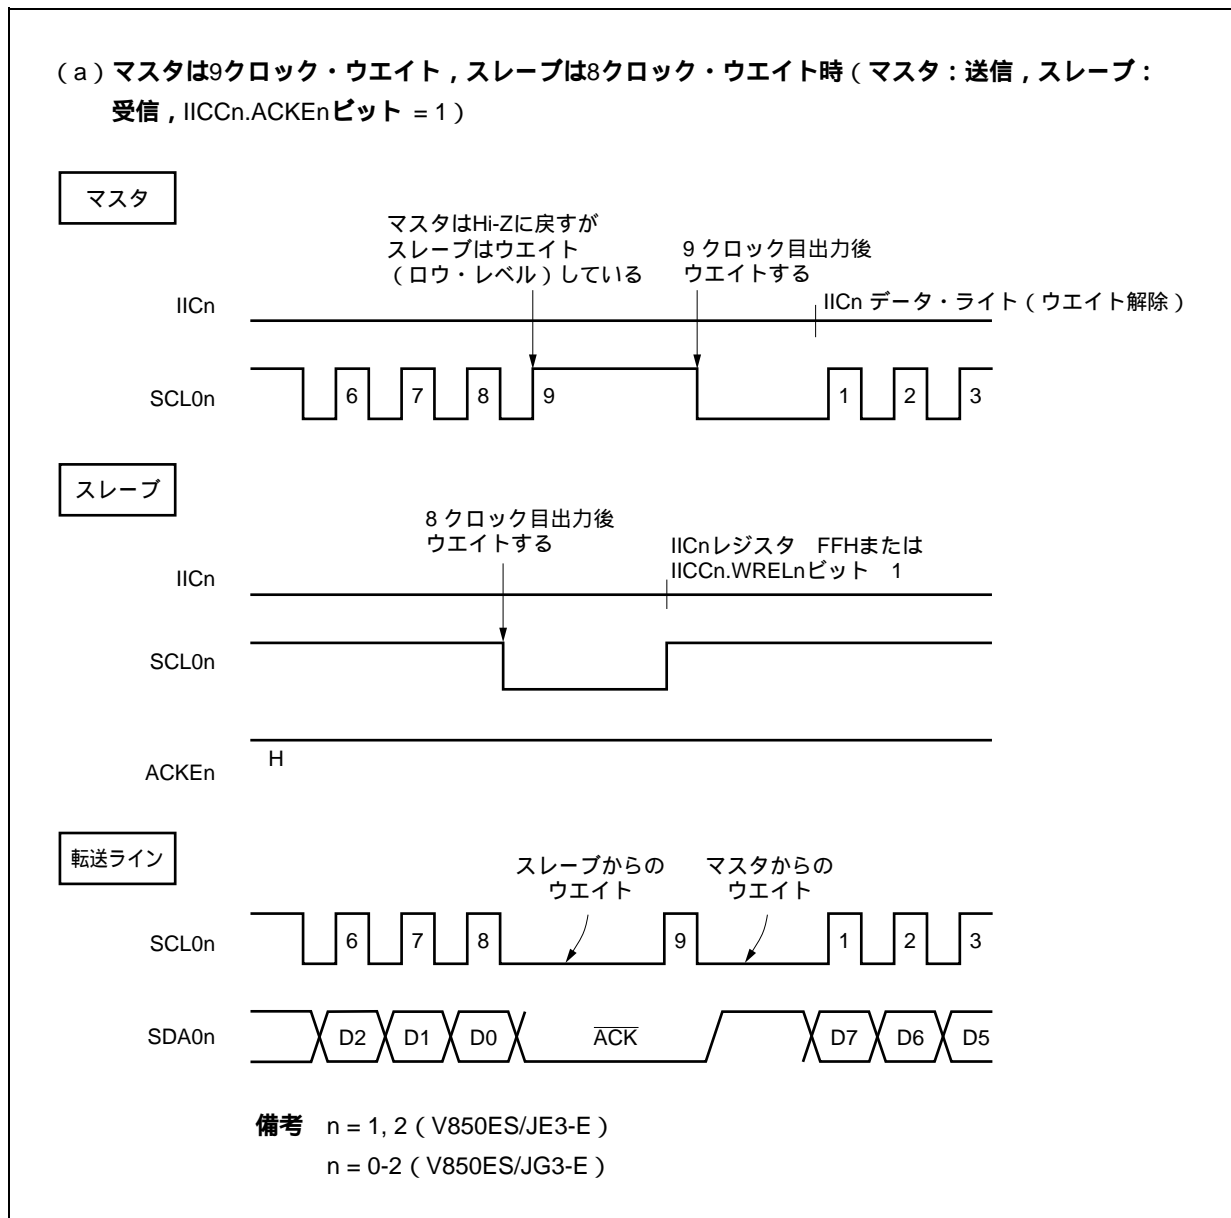 (a)マスタは9クロック・ウエイト,スレーブは8クロック・ウエイト時(マスタ:送信,スレーブ:
受信,IICCn.ACKEnビット = 1)
マスタ
マスタはHi-Zに戻すが
スレーブはウエイト
(ロウ・レベル)している
9 クロック目出力後
ウエイトする
IICn
IICn データ・ライト(ウエイト解除)
SCL0n
6 7 8 9 1 2 3
スレーブ
8 クロック目出力後
ウエイトする
IICnレジスタ FFHまたは
IICCn.WRELnビット 1
IICn
SCL0n
H
ACKEn
転送ライン
スレーブからの
ウエイト
マスタからの
ウエイト
SCL0n
6 7 8 9 1 2 3
SDA0n
D2 D1 D0 ACK D7 D6 D5
備考 n = 1, 2(V850ES/JE3-E)
n = 0-2(V850ES/JG3-E)